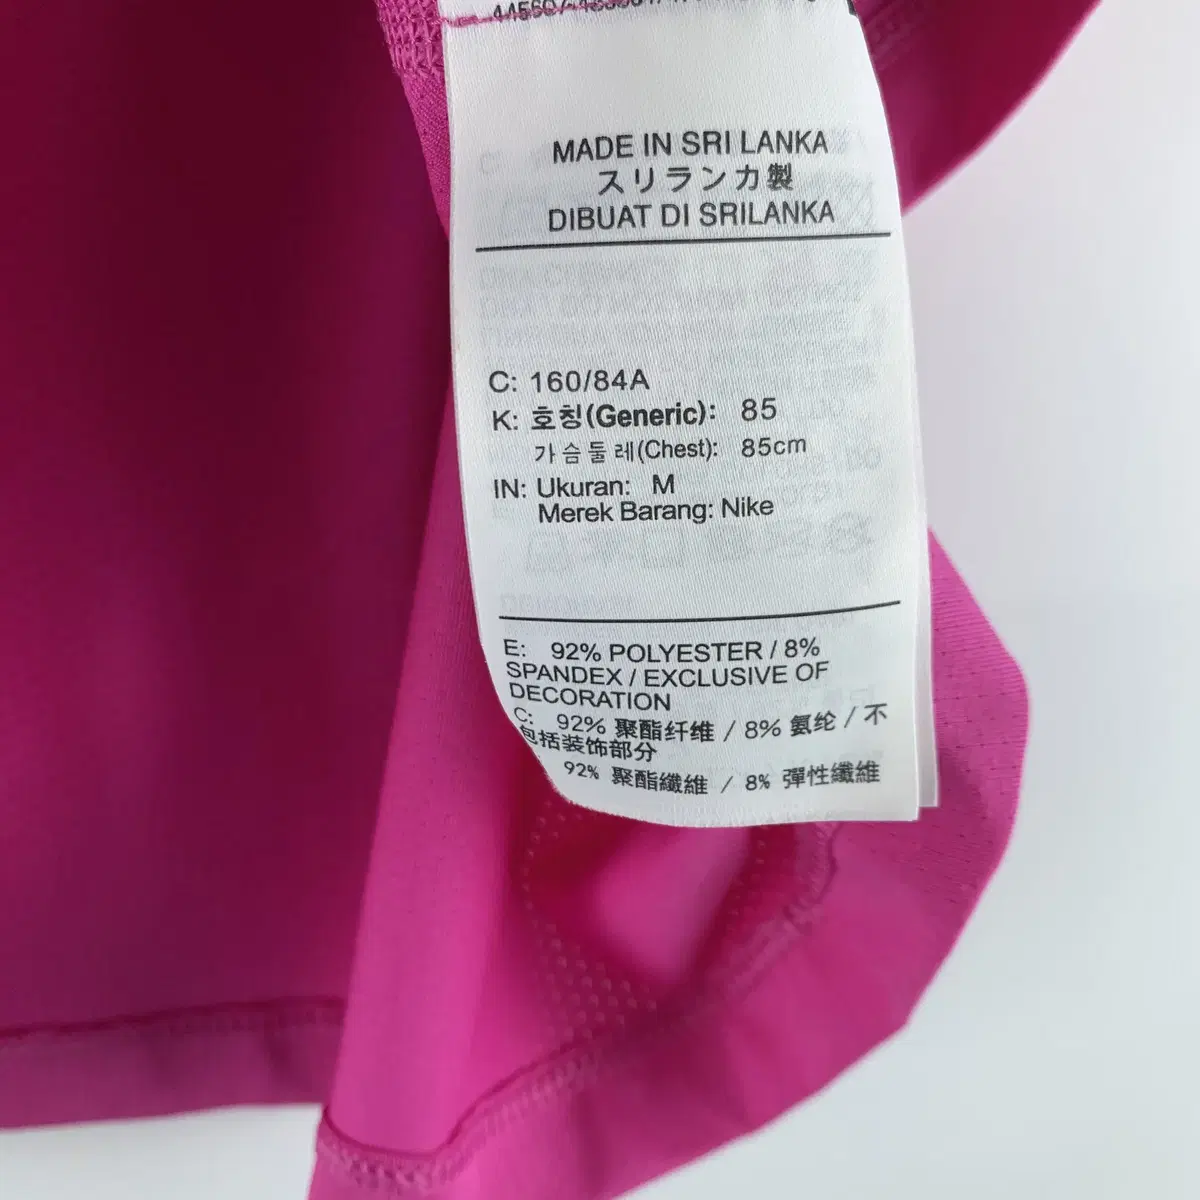 MADE IN SRI LANKA
スリランカ製
DIBUAT DI SRILANKA
C: 160/84A
K: 호칭(Generic): 85
가슴둘레(Chest): 85cm
IN: Ukuran: M
Merek Barang: Nike
E: 92% POLYESTER / 8%
SPANDEX / EXCLUSIVE OF
DECORATION
C: 92% 聚酯纤维 / 8% 氨纶 / 不
包括装饰部分
92% 聚酯纖維 / 8% 彈性纖維